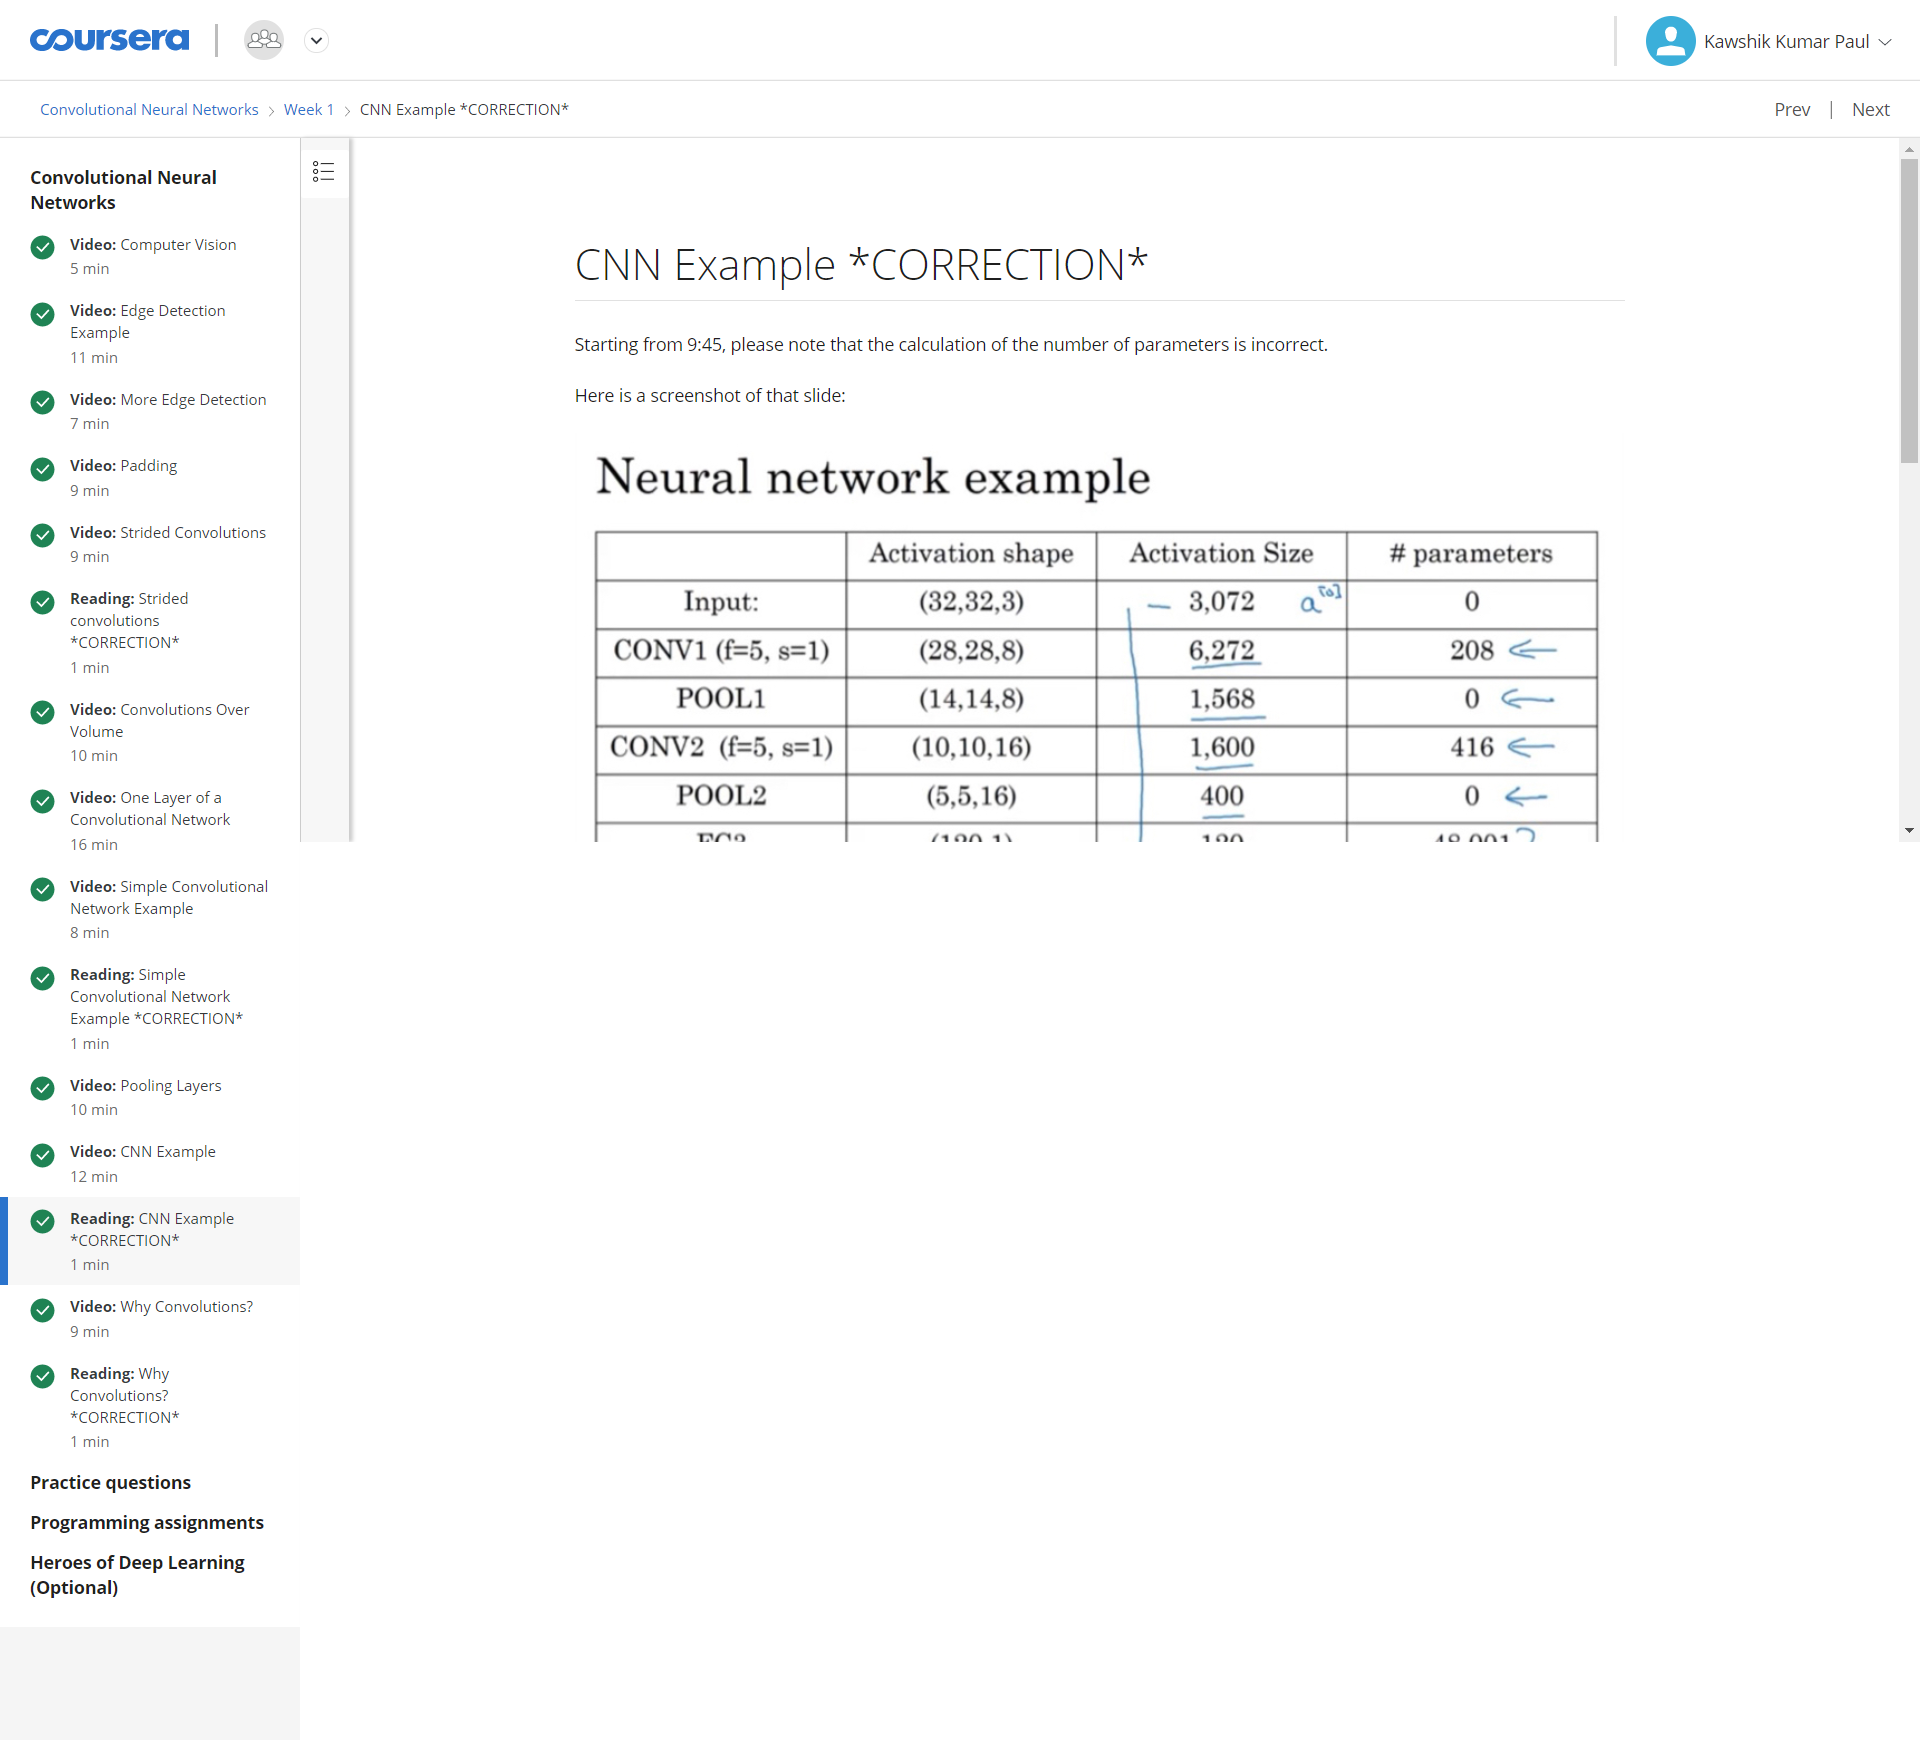 coursera
Kawshik Kumar Paul
Convolutional Neural Networks > Week 1 > CNN Example *CORRECTION*
Prev | Next
Convolutional Neural
Networks
Video: Computer Vision
5 min
Video: Edge Detection
Example
11 min
Video: More Edge Detection
7 min
Video: Padding
9 min
Video: Strided Convolutions
9 min
Reading: Strided
convolutions
*CORRECTION*
1 min
Video: Convolutions Over
Volume
10 min
Video: One Layer of a
Convolutional Network
16 min
Video: Simple Convolutional
Network Example
8 min
Reading: Simple
Convolutional Network
Example *CORRECTION*
1 min
Video: Pooling Layers
10 min
Video: CNN Example
12 min
Reading: CNN Example
*CORRECTION*
1 min
Video: Why Convolutions?
9 min
Reading: Why
Convolutions?
*CORRECTION*
1 min
Practice questions
Programming assignments
Heroes of Deep Learning
(Optional)
CNN Example *CORRECTION*
Starting from 9:45, please note that the calculation of the number of parameters is incorrect.
Here is a screenshot of that slide:
Neural network example
Activation shape Activation Size # parameters
Input: (32,32,3) 3,072 a[0] 0
CONV1 (f=5, s=1) (28,28,8) 6,272 208
POOL1 (14,14,8) 1,568 0
CONV2 (f=5, s=1) (10,10,16) 1,600 416
POOL2 (5,5,16) 400 0